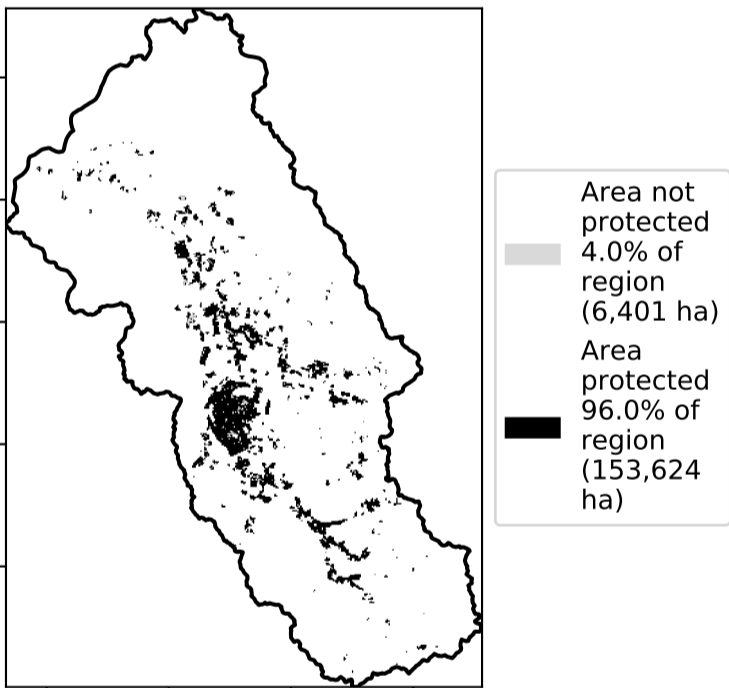 Area not
protected
4.0% of
region
(6,401 ha)
Area
protected
96.0% of
region
(153,624
ha)